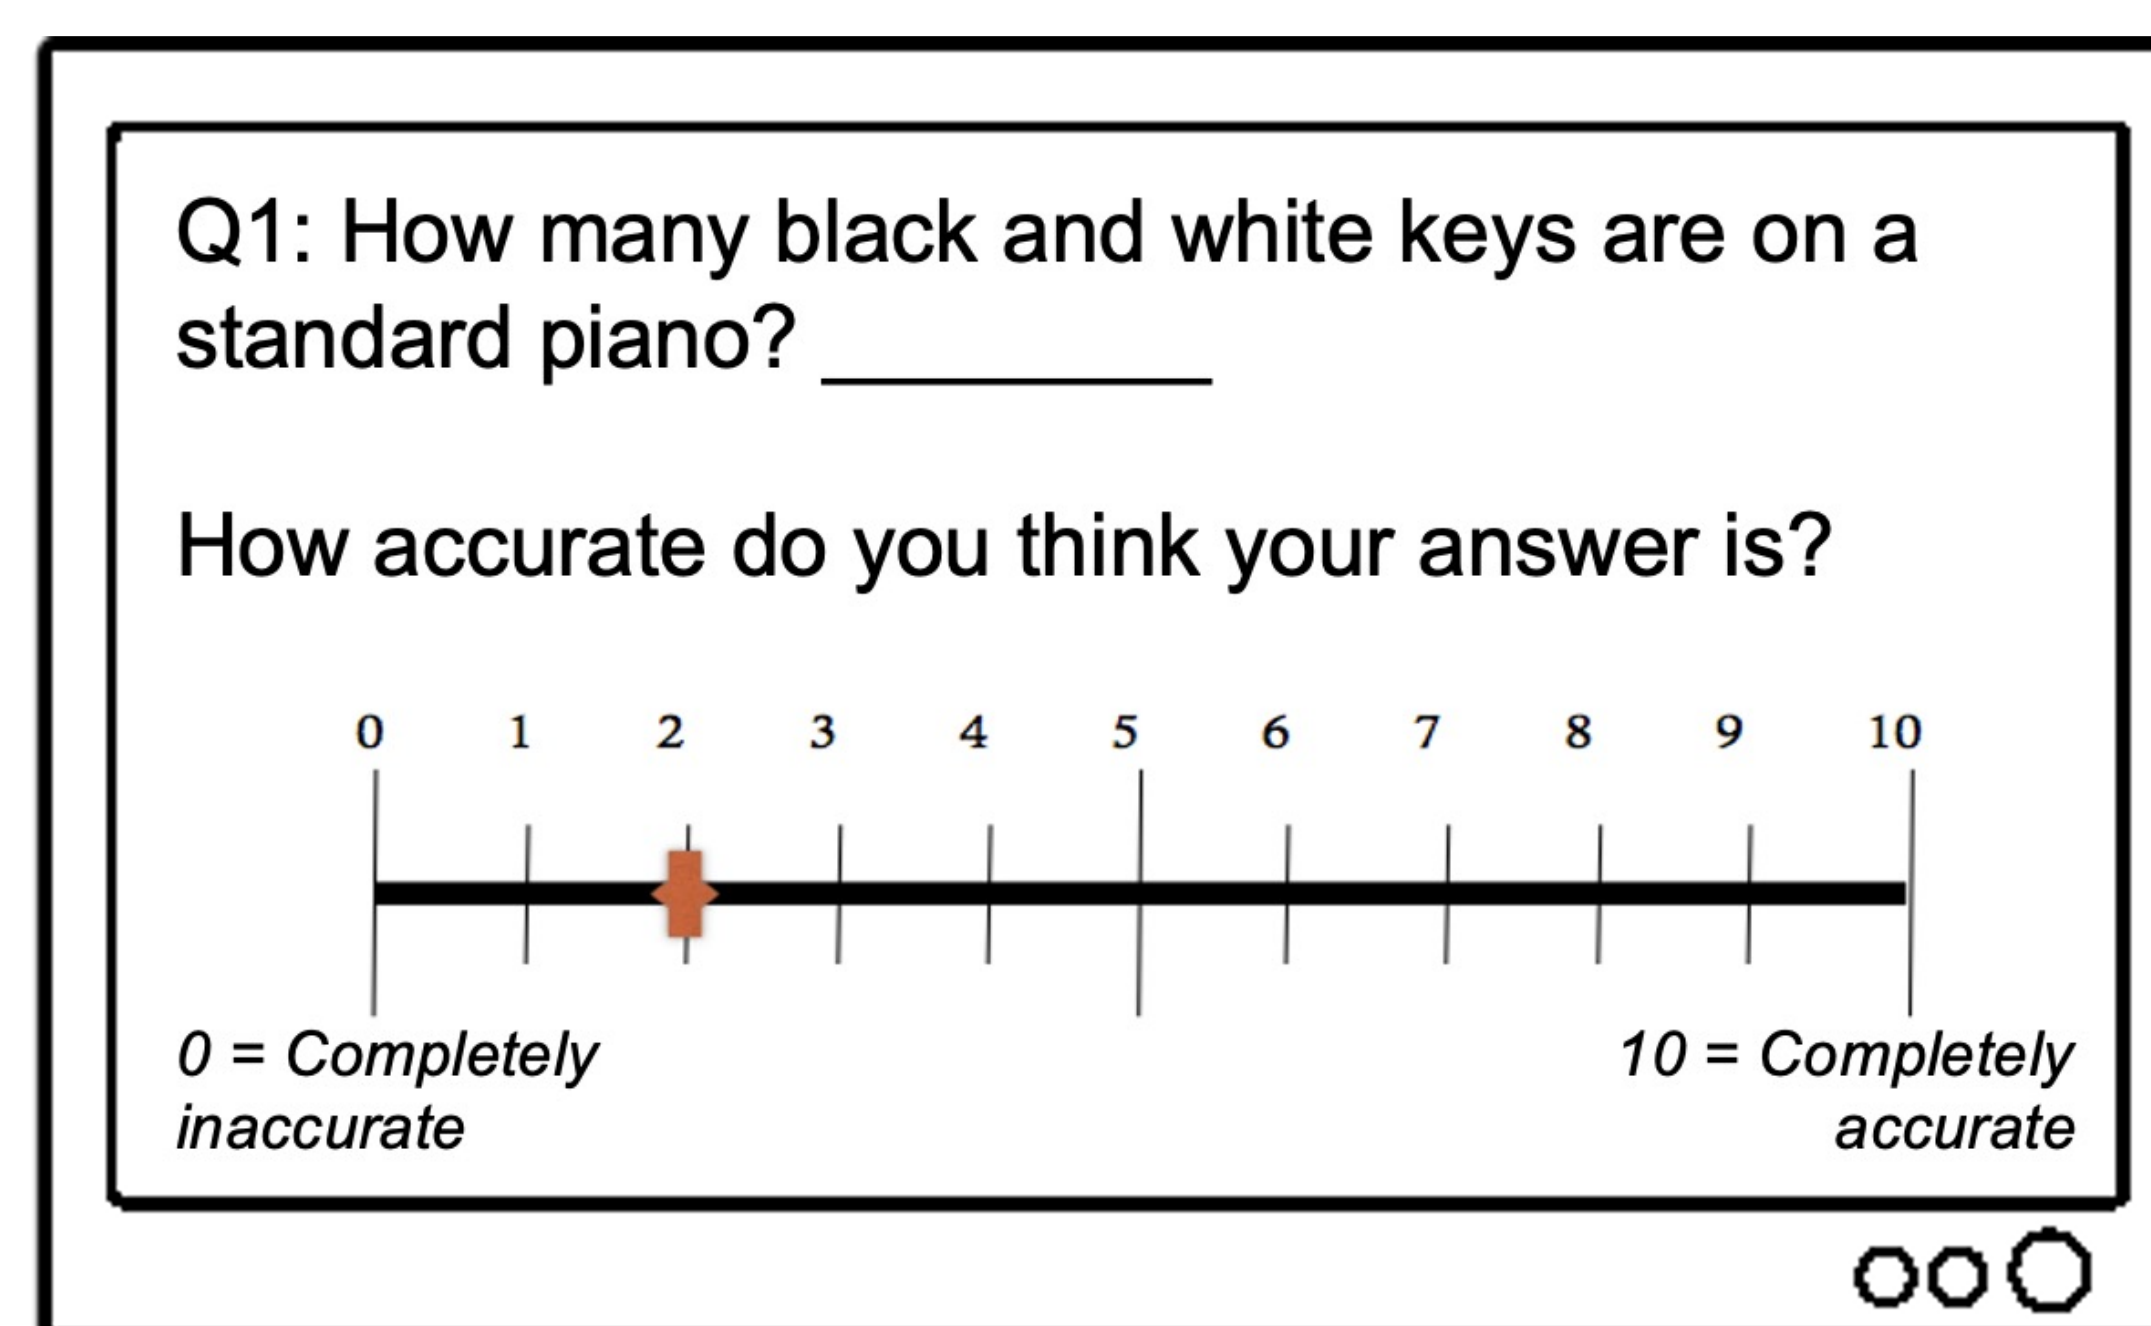 Q1: How many black and white keys are on a
standard piano? ________
How accurate do you think your answer is?
0 1 2 3 4 5 6 7 8 9 10
0 = Completely
inaccurate
10 = Completely
accurate